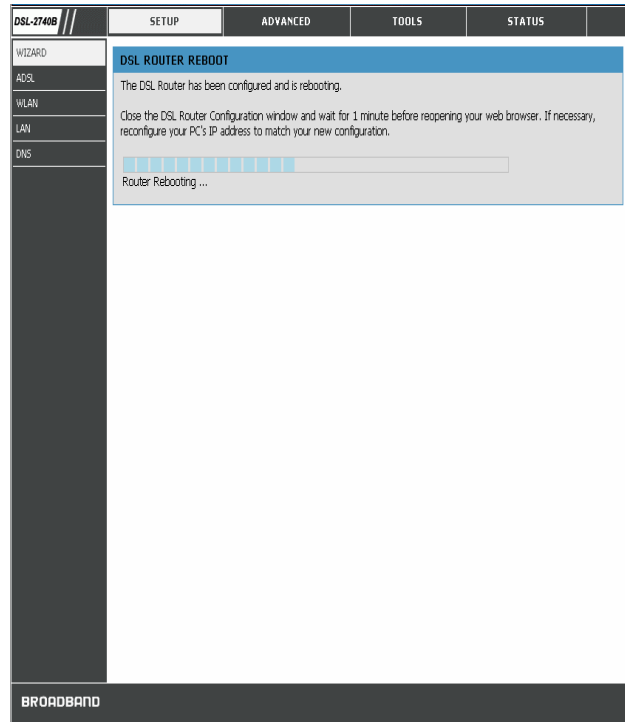 DSL-2740B
SETUP
ADVANCED
TOOLS
STATUS
WIZARD
ADSL
WLAN
LAN
DNS
DSL ROUTER REBOOT
The DSL Router has been configured and is rebooting.
Close the DSL Router Configuration window and wait for 1 minute before reopening your web browser. If necessary,
reconfigure your PC's IP address to match your new configuration.
Router Rebooting ...
BROADBAND